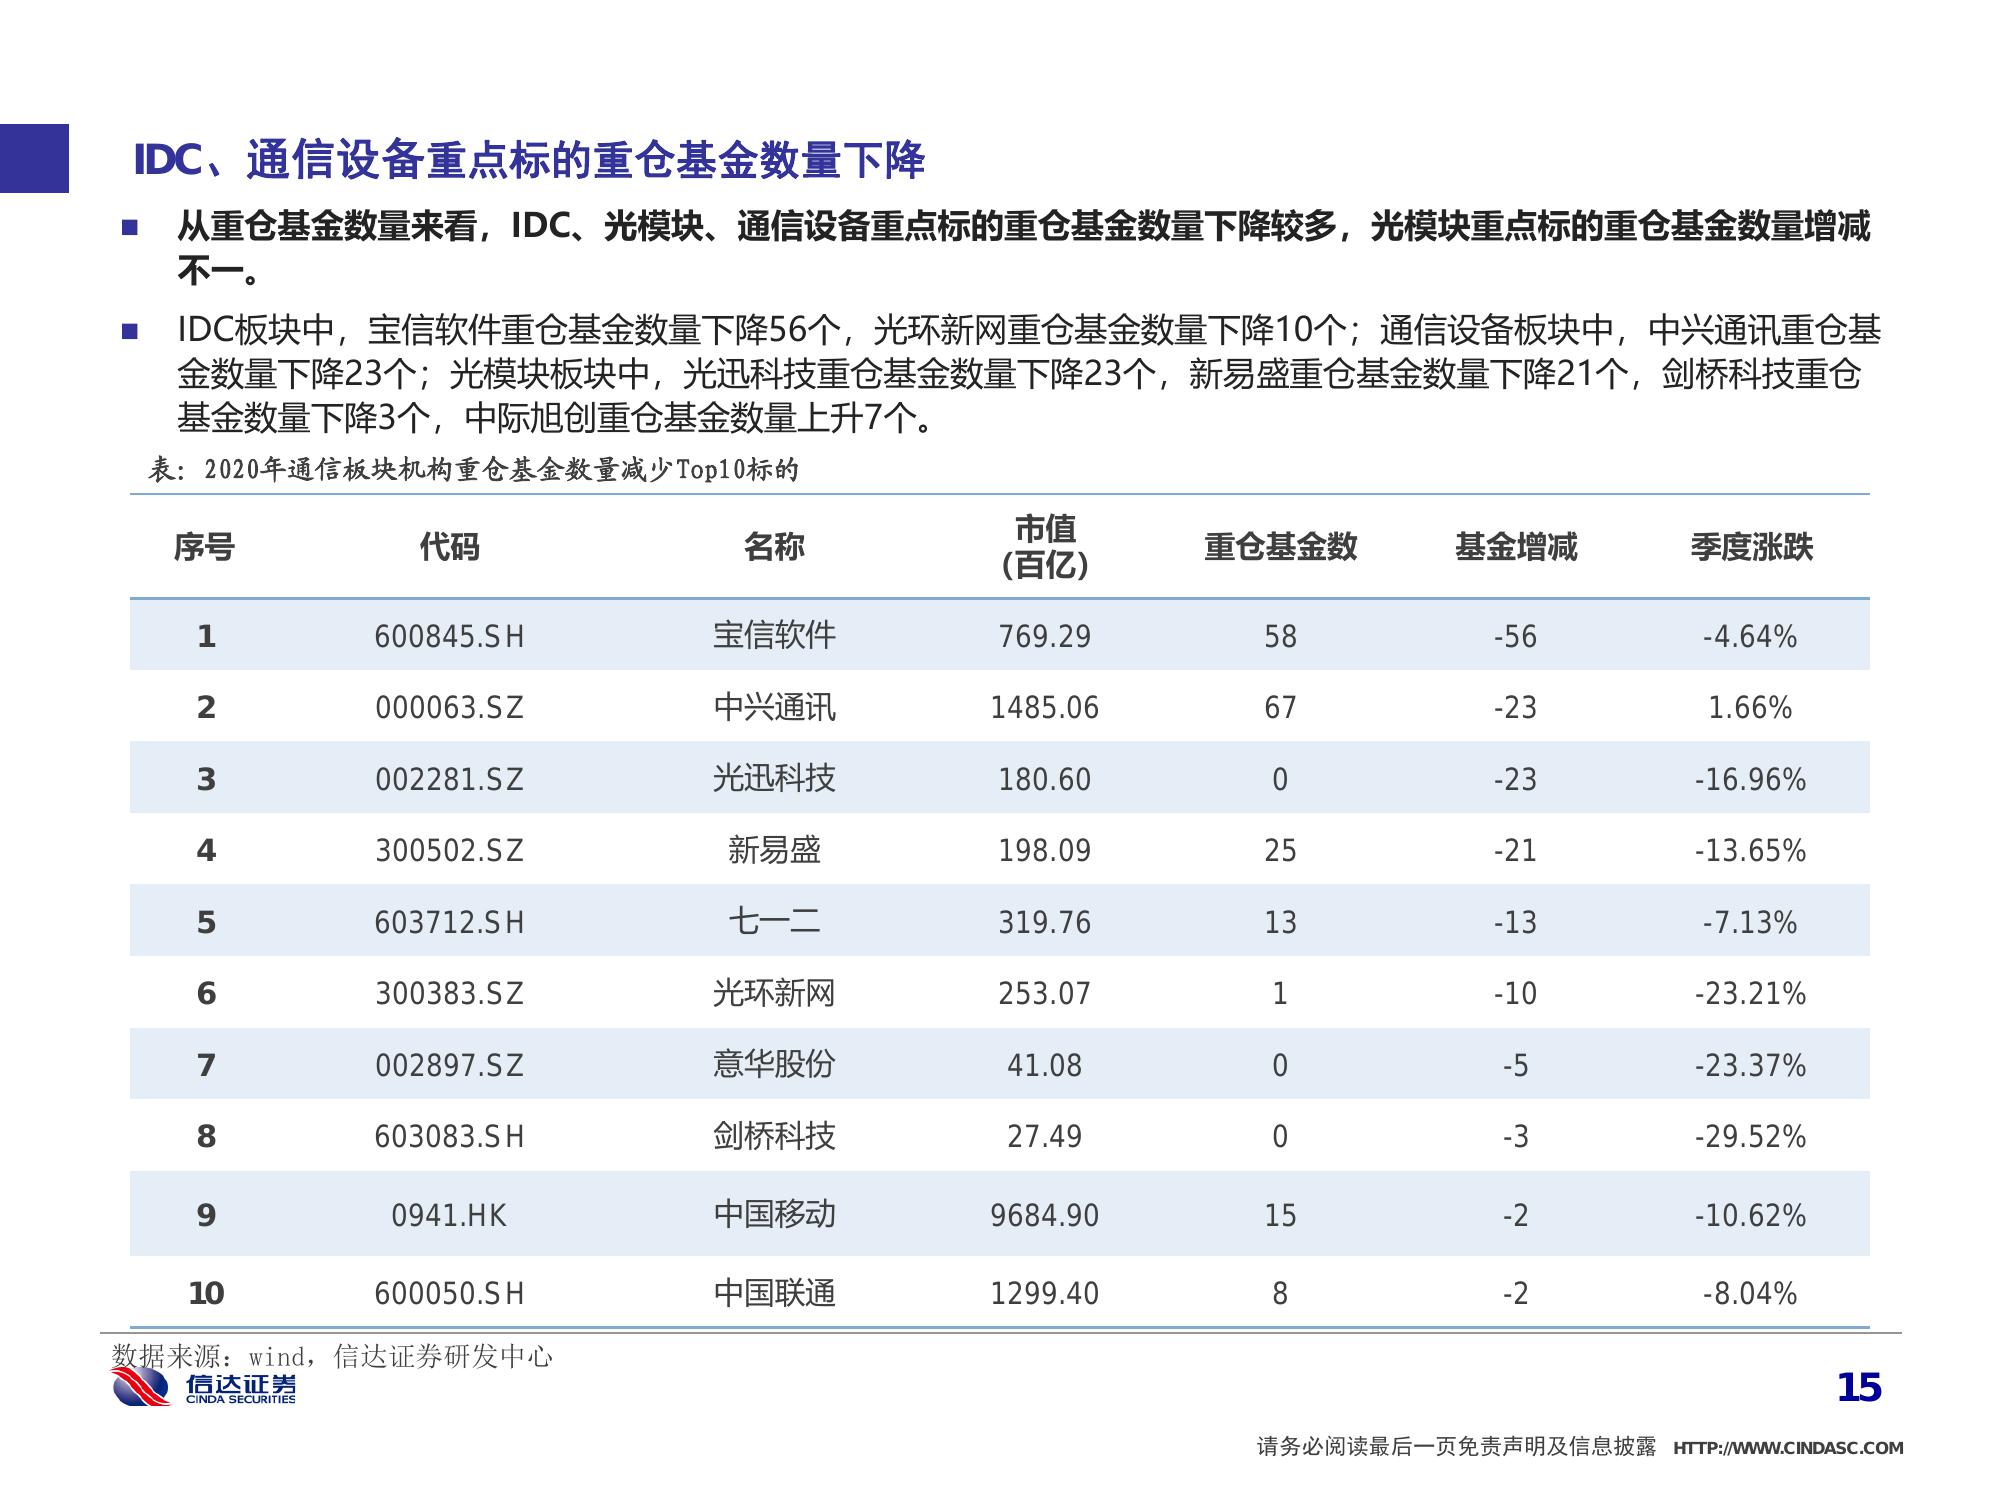 IDC、通信设备重点标的重仓基金数量下降
■ 从重仓基金数量来看，IDC、光模块、通信设备重点标的重仓基金数量下降较多，光模块重点标的重仓基金数量增减
不一。
■ IDC板块中，宝信软件重仓基金数量下降56个，光环新网重仓基金数量下降10个；通信设备板块中，中兴通讯重仓基
金数量下降23个；光模块板块中，光迅科技重仓基金数量下降23个，新易盛重仓基金数量下降21个，剑桥科技重仓
基金数量下降3个，中际旭创重仓基金数量上升7个。
表：2020年通信板块机构重仓基金数量减少Top10标的
序号 代码 名称 市值（百亿） 重仓基金数 基金增减 季度涨跌
1 600845.SH 宝信软件 769.29 58 -56 -4.64%
2 000063.SZ 中兴通讯 1485.06 67 -23 1.66%
3 002281.SZ 光迅科技 180.60 0 -23 -16.96%
4 300502.SZ 新易盛 198.09 25 -21 -13.65%
5 603712.SH 七一二 319.76 13 -13 -7.13%
6 300383.SZ 光环新网 253.07 1 -10 -23.21%
7 002897.SZ 意华股份 41.08 0 -5 -23.37%
8 603083.SH 剑桥科技 27.49 0 -3 -29.52%
9 0941.HK 中国移动 9684.90 15 -2 -10.62%
10 600050.SH 中国联通 1299.40 8 -2 -8.04%
数据来源：wind，信达证券研发中心
信达证券
CINDA SECURITIES
15
请务必阅读最后一页免责声明及信息披露 HTTP://WWW.CINDASC.COM